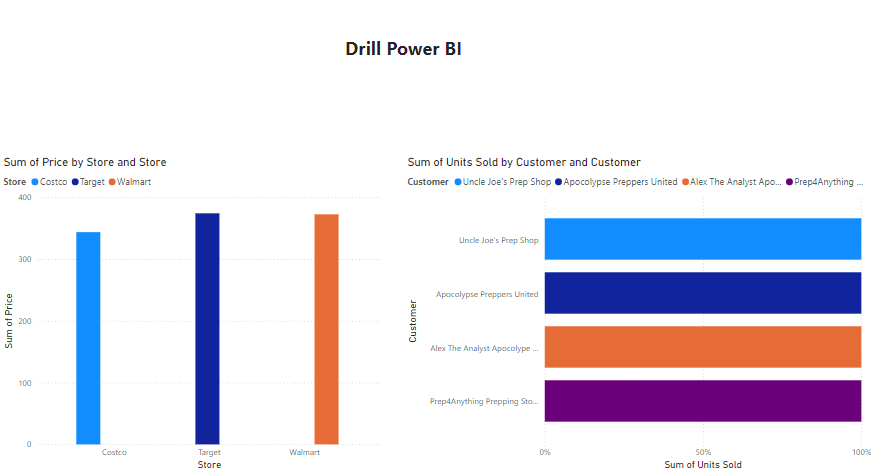 Drill Power BI
Sum of Price by Store and Store
Store Costco Target Walmart
400
300
200
100
0
Sum of Price
Costco Target Walmart
Store
Sum of Units Sold by Customer and Customer
Customer Uncle Joe's Prep Shop Apocolypse Preppers United Alex The Analyst Apo... Prep4Anything ...
Customer
Uncle Joe's Prep Shop
Apocolypse Preppers United
Alex The Analyst Apocolype ...
Prep4Anything Prepping Sto...
0% 50% 100%
Sum of Units Sold